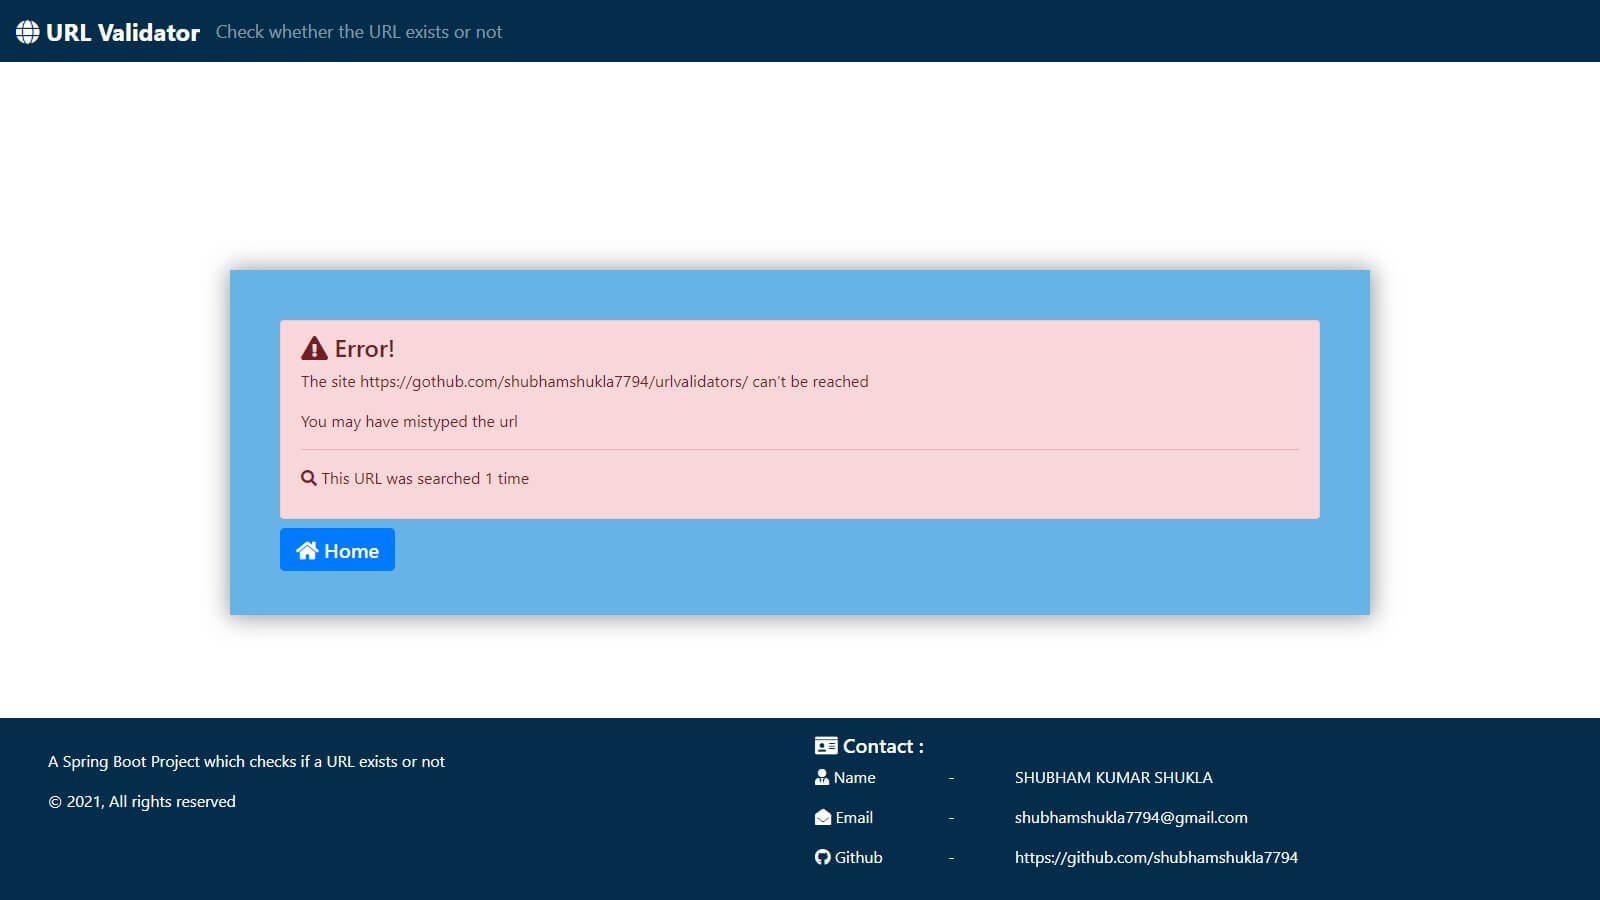 URL Validator Check whether the URL exists or not
Error!
The site https://gothub.com/shubhamshukla7794/urlvalidators/ can't be reached
You may have mistyped the url
This URL was searched 1 time
Home
A Spring Boot Project which checks if a URL exists or not
© 2021, All rights reserved
Contact :
Name - SHUBHAM KUMAR SHUKLA
Email - shubhamshukla7794@gmail.com
Github - https://github.com/shubhamshukla7794